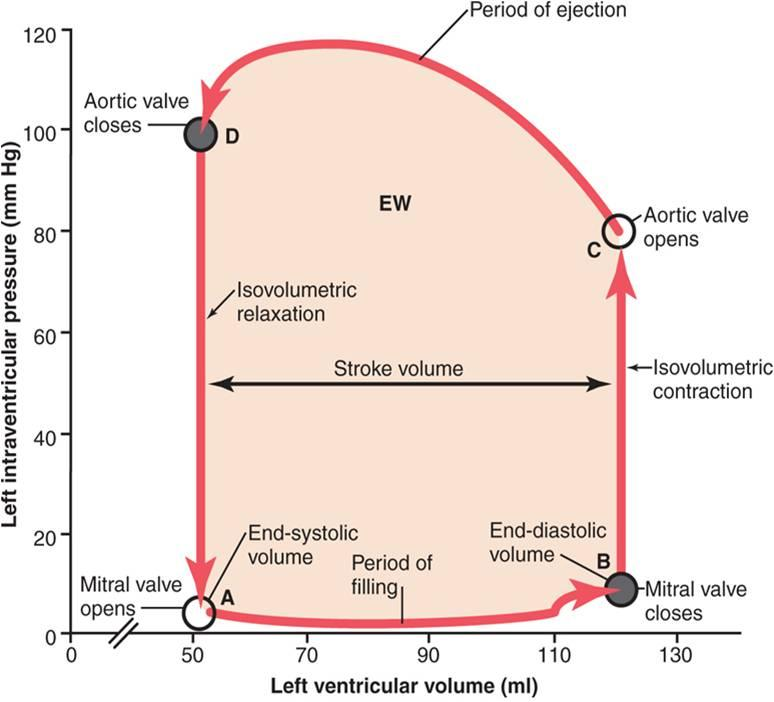 Period of ejection
120
Aortic valve
closes
100
D
EW
Aortic valve
opens
C
80
Isovolumetric
relaxation
60
Stroke volume
Isovolumetric
contraction
40
End-systolic
volume
End-diastolic
volume
20
Period of
filling
B
Mitral valve
opens
A
Mitral valve
closes
0
0
50
70
90
110
130
Left intraventricular pressure (mm Hg)
Left ventricular volume (ml)